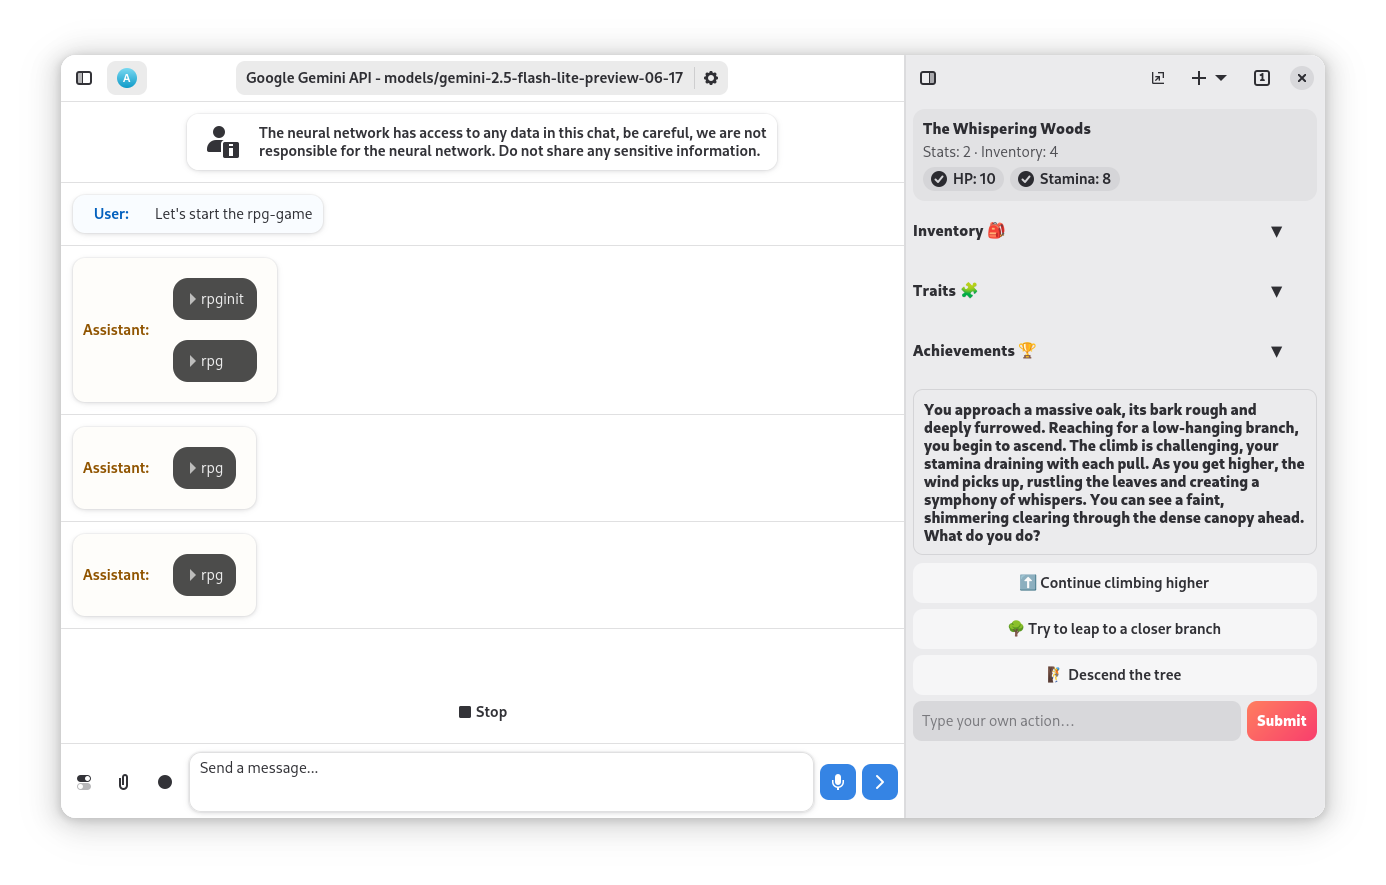 A
Google Gemini API - models/gemini-2.5-flash-lite-preview-06-17
1
The neural network has access to any data in this chat, be careful, we are not
responsible for the neural network. Do not share any sensitive information.
User: Let's start the rpg-game
rpginit
Assistant:
rpg
Assistant: rpg
Assistant: rpg
Stop
Send a message...
The Whispering Woods
Stats: 2 · Inventory: 4
HP: 10 Stamina: 8
Inventory 🎒 ▼
Traits 🧩 ▼
Achievements 🏆 ▼
You approach a massive oak, its bark rough and
deeply furrowed. Reaching for a low-hanging branch,
you begin to ascend. The climb is challenging, your
stamina draining with each pull. As you get higher, the
wind picks up, rustling the leaves and creating a
symphony of whispers. You can see a faint,
shimmering clearing through the dense canopy ahead.
What do you do?
⬆️ Continue climbing higher
🌳 Try to leap to a closer branch
🧗 Descend the tree
Type your own action… Submit